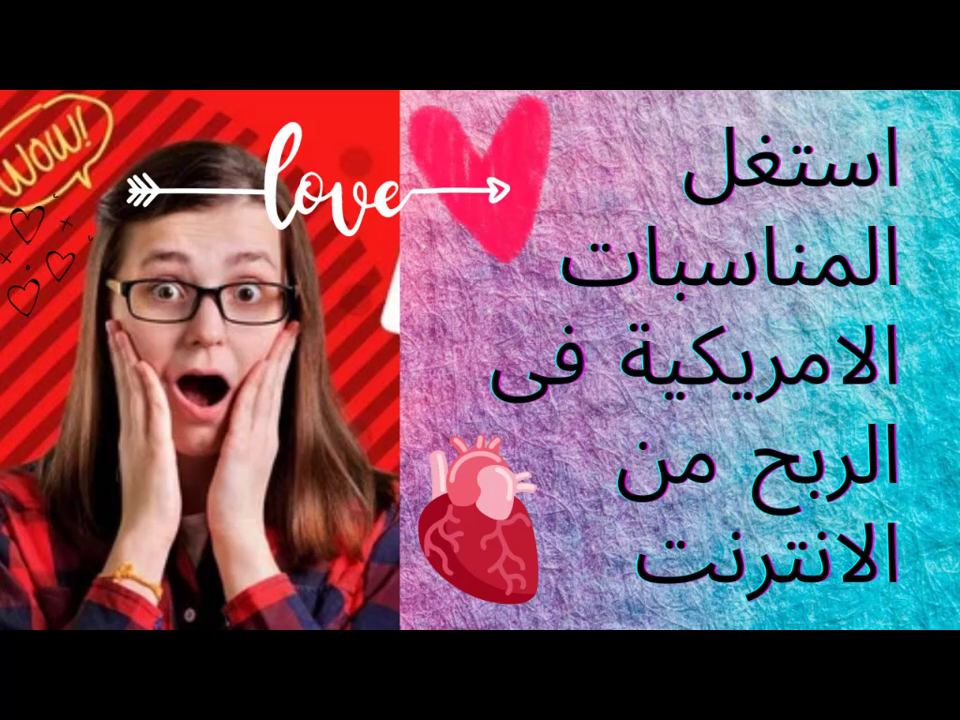 WOW!
love
استغل
المناسبات
الامريكية فى
الربح من
الانترنت